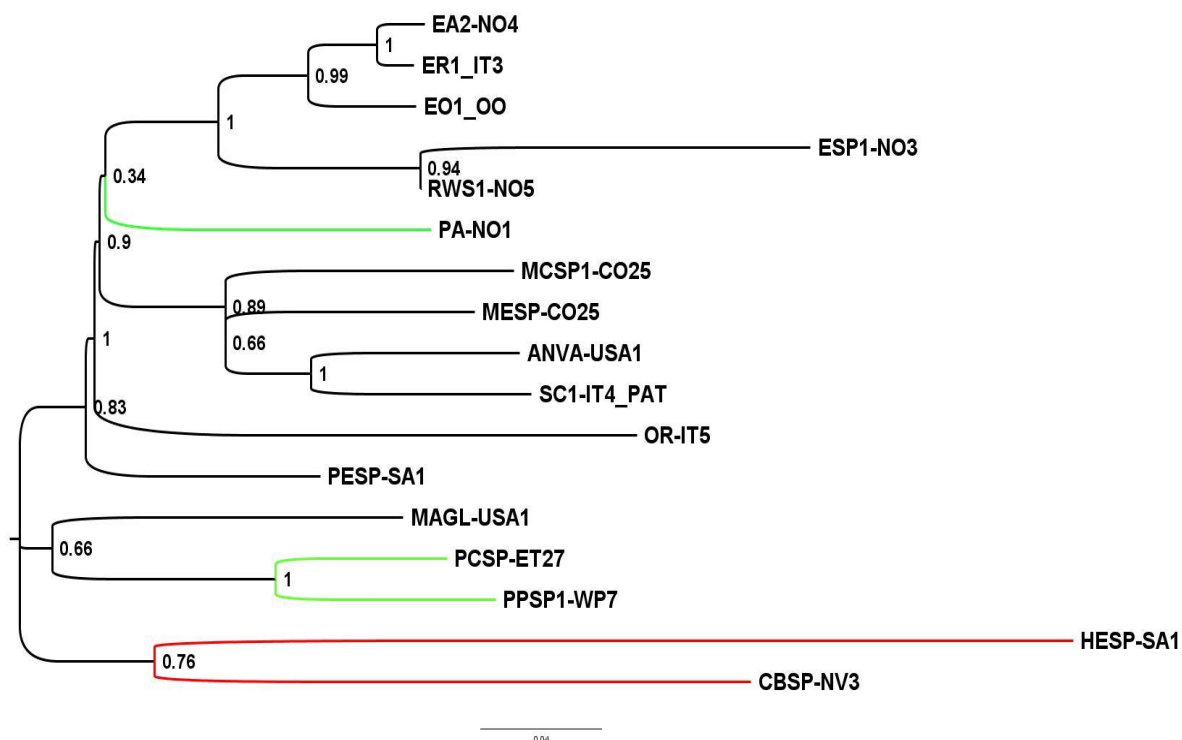 EA2-NO4
1
ER1_IT3
0.99
EO1_OO
1
ESP1-NO3
0.94
0.34
RWS1-NO5
PA-NO1
0.9
MCSP1-CO25
0.89
MESP-CO25
1
0.66
ANVA-USA1
1
SC1-IT4_PAT
0.83
OR-IT5
PESP-SA1
MAGL-USA1
0.66
PCSP-ET27
1
PPSP1-WP7
HESP-SA1
0.76
CBSP-NV3
0.04